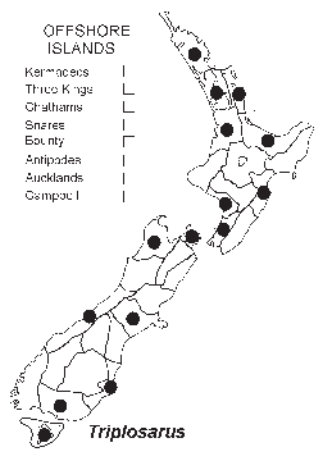 OFFSHORE
ISLANDS
Kermadecs
Three Kings
Chathams
Snares
Bounty
Antipodes
Aucklands
Campbell
Triplosarus